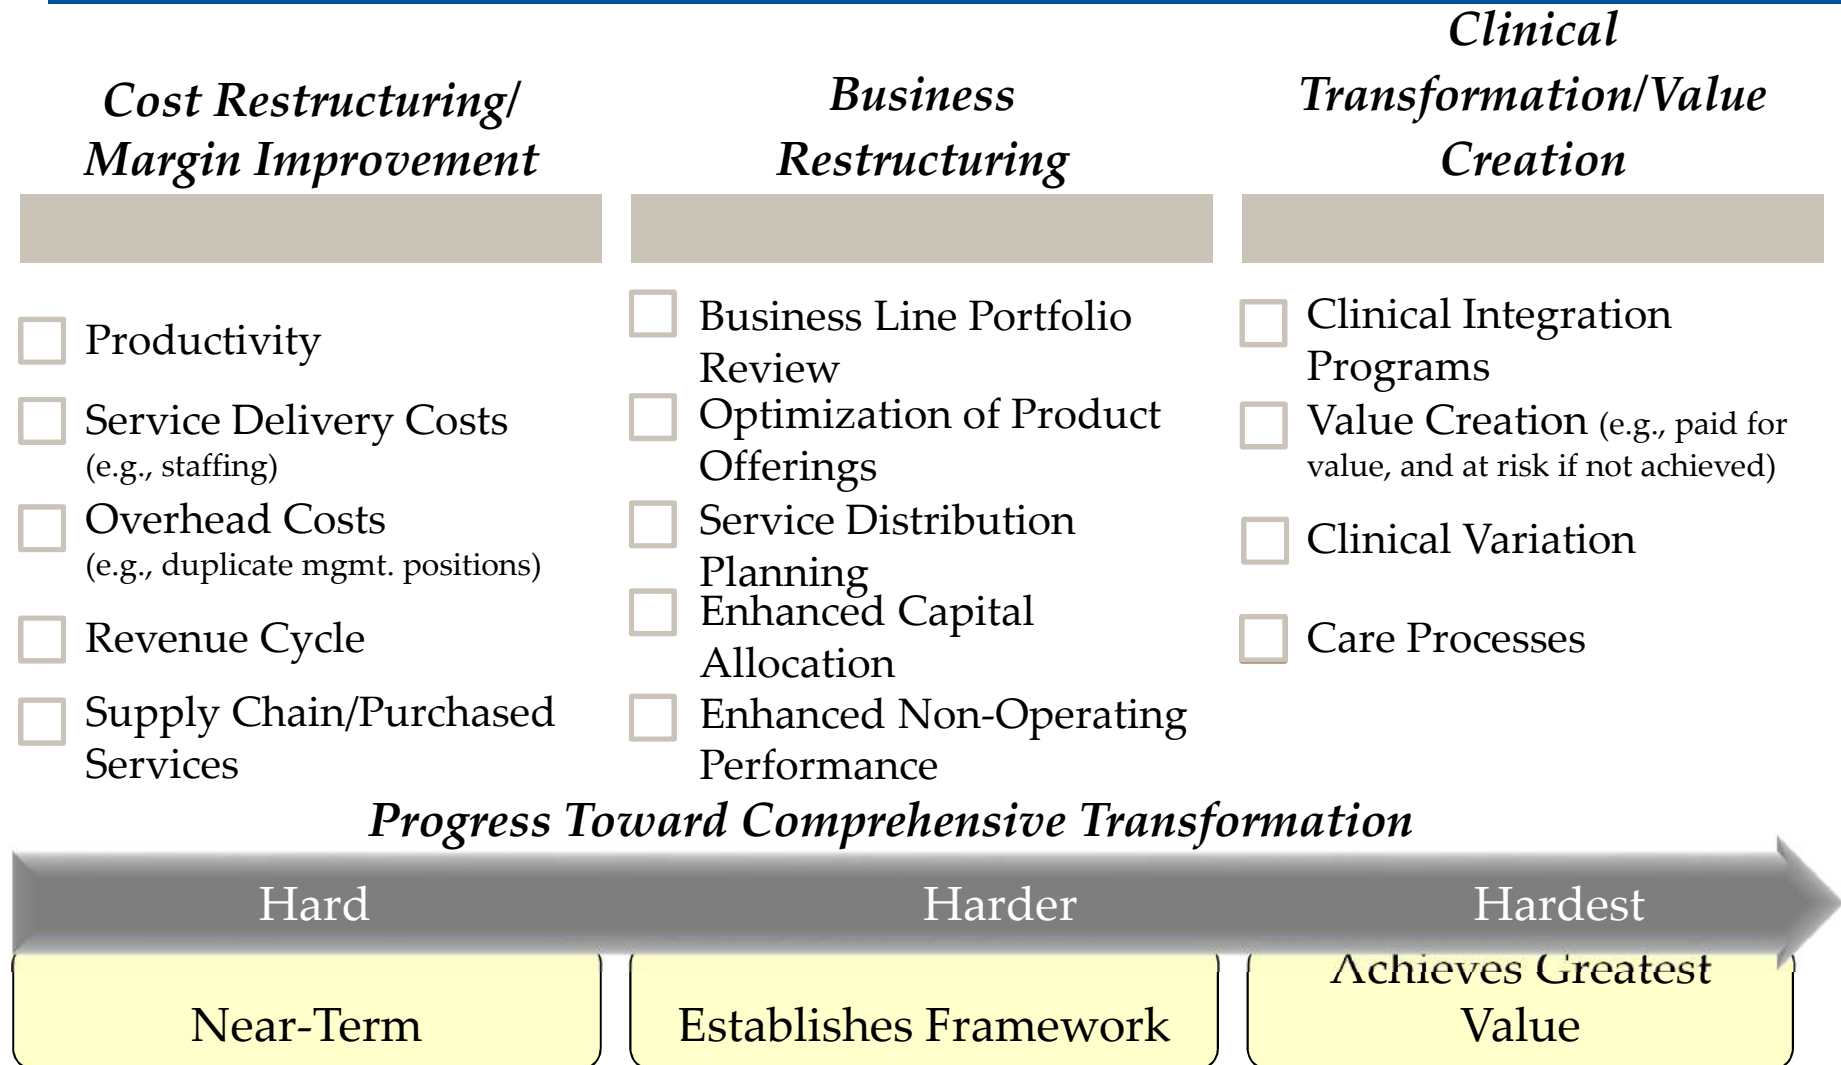 Cost Restructuring/
Margin Improvement
Business
Restructuring
Clinical
Transformation/Value
Creation
Productivity
Service Delivery Costs
(e.g., staffing)
Overhead Costs
(e.g., duplicate mgmt. positions)
Revenue Cycle
Supply Chain/Purchased
Services
Business Line Portfolio
Review
Optimization of Product
Offerings
Service Distribution
Planning
Enhanced Capital
Allocation
Enhanced Non-Operating
Performance
Clinical Integration
Programs
Value Creation (e.g., paid for
value, and at risk if not achieved)
Clinical Variation
Care Processes
Progress Toward Comprehensive Transformation
Hard
Harder
Hardest
Near-Term
Establishes Framework
Achieves Greatest
Value